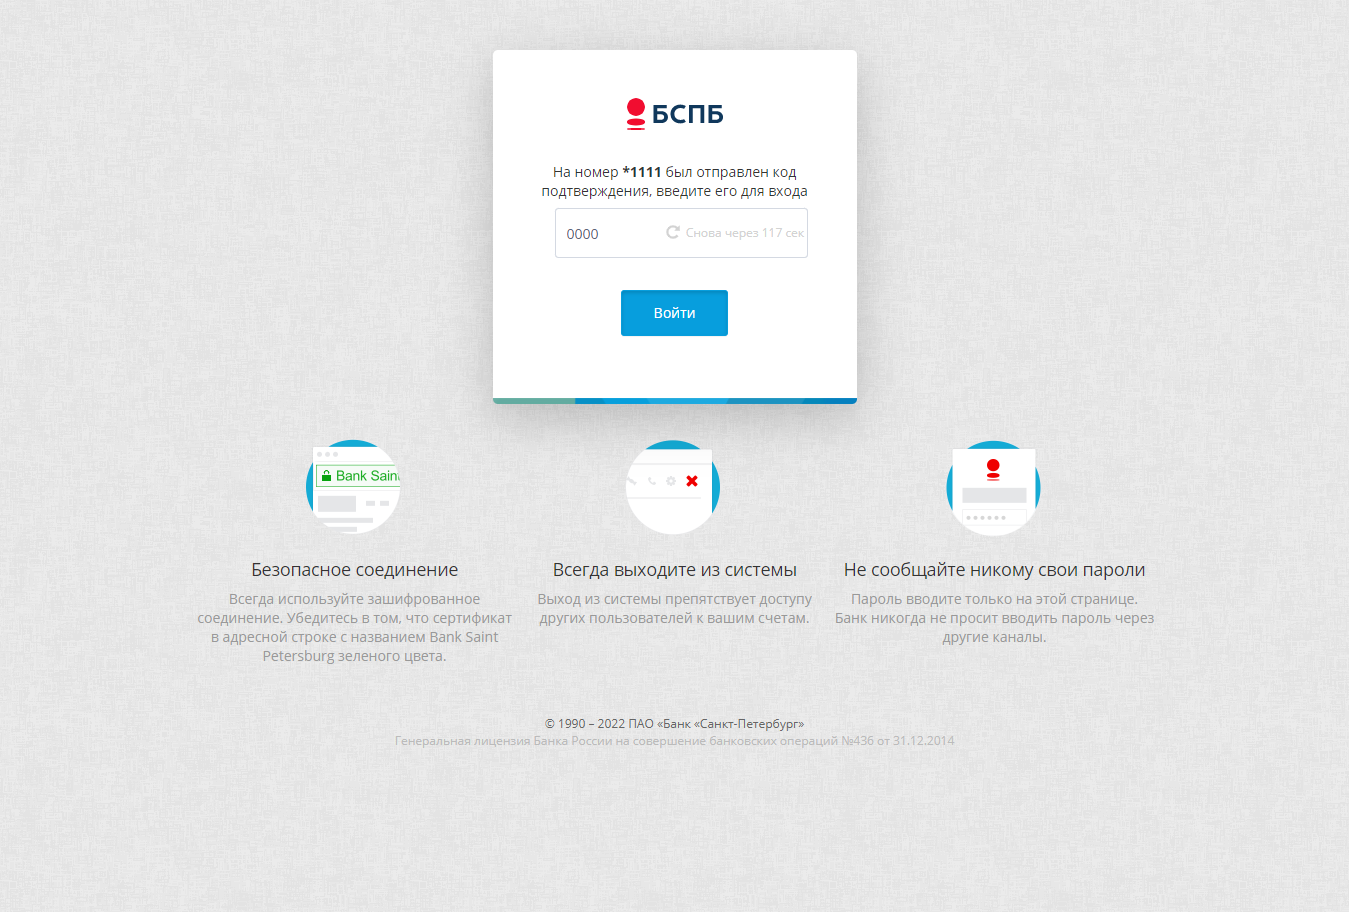 БСПБ
На номер *1111 был отправлен код
подтверждения, введите его для входа
0000
Снова через 117 сек
Войти
Bank Saint
Безопасное соединение
Всегда используйте зашифрованное
соединение. Убедитесь в том, что сертификат
в адресной строке с названием Bank Saint
Petersburg зеленого цвета.
Всегда выходите из системы
Выход из системы препятствует доступу
других пользователей к вашим счетам.
Не сообщайте никому свои пароли
Пароль вводите только на этой странице.
Банк никогда не просит вводить пароль через
другие каналы.
© 1990 – 2022 ПАО «Банк «Санкт-Петербург»
Генеральная лицензия Банка России на совершение банковских операций №436 от 31.12.2014